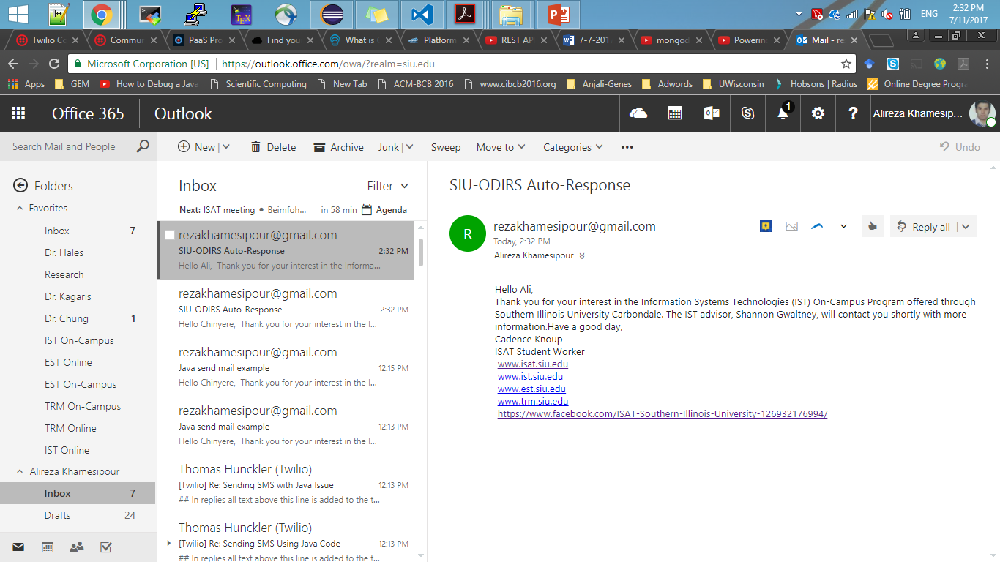 ENG
2:32 PM
7/11/2017
Twilio Co
Commun
PaaS Pro
Find you
What is
Platform
REST AP
7-7-201
mongod
Powerin
Mail - re
Microsoft Corporation [US]
https://outlook.office.com/owa/?realm=siu.edu
Apps
GEM
How to Debug a Java
Scientific Computing
New Tab
ACM-BCB 2016
www.cibcb2016.org
Anjali-Genes
Adwords
UWisconsin
Hobsons | Radius
Online Degree Progra
Office 365
Outlook
1
Alireza Khamesip...
Search Mail and People
New
Delete
Archive
Junk
Sweep
Move to
Categories
Undo
Folders
Favorites
Inbox 7
Dr. Hales
Research
Dr. Kagaris
Dr. Chung 1
IST On-Campus
EST Online
EST On-Campus
TRM On-Campus
TRM Online
IST Online
Alireza Khamesipour
Inbox 7
Drafts 24
Inbox
Filter
Next: ISAT meeting • Beimfoh... in 58 min Agenda
rezakhamesipour@gmail.com
SIU-ODIRS Auto-Response 2:32 PM
Hello Ali, Thank you for your interest in the Informa...
rezakhamesipour@gmail.com
SIU-ODIRS Auto-Response 2:32 PM
Hello Chinyere, Thank you for your interest in the I...
rezakhamesipour@gmail.com
Java send mail example 12:15 PM
Hello Chinyere, Thank you for your interest in the I...
rezakhamesipour@gmail.com
Java send mail example 12:13 PM
Hello Chinyere, Thank you for your interest in the I...
Thomas Hunckler (Twilio)
[Twilio] Re: Sending SMS with Java Issue 12:13 PM
## In replies all text above this line is added to the t...
Thomas Hunckler (Twilio)
[Twilio] Re: Sending SMS Using Java Code 12:13 PM
## In replies all text above this line is added to the t...
SIU-ODIRS Auto-Response
R
rezakhamesipour@gmail.com
Today, 2:32 PM
Alireza Khamesipour
Reply all
Hello Ali,
Thank you for your interest in the Information Systems Technologies (IST) On-Campus Program offered through
Southern Illinois University Carbondale. The IST advisor, Shannon Gwaltney, will contact you shortly with more
information.Have a good day,
Cadence Knoup
ISAT Student Worker
www.isat.siu.edu
www.ist.siu.edu
www.est.siu.edu
www.trm.siu.edu
https://www.facebook.com/ISAT-Southern-Illinois-University-126932176994/